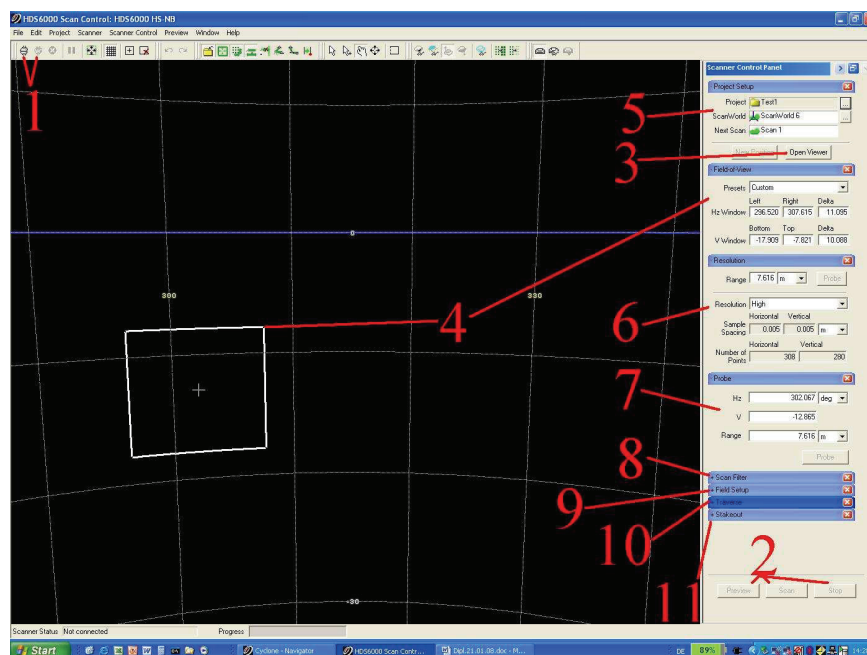 HDS6000 Scan Control: HDS6000 HS-NB
File Edit Project Scanner Scanner Control Preview Window Help
1
Scanner Control Panel
Project Setup
Project Test1 ...
ScanWorld ScanWorld 6 ...
Next Scan Scan 1
5
Open Viewer
3
Field-of-View
Presets Custom
Left Right Delta
Hz Window 296.520 307.615 11.095
Bottom Top Delta
V Window -17.909 -7.821 10.088
0
Resolution
Range 7.616 m Probe
300
330
4
Resolution High
Horizontal Vertical
Sample Spacing 0.005 0.005 m
Horizontal Vertical
Number of Points 308 280
6
Probe
Hz 302.067 deg
V -12.865
Range 7.616 m
Probe
7
8
+ Scan Filter
9
+ Field Setup
10
+ Traverse
11
+ Stakeout
2
Preview Scan Stop
-30
Scanner Status Not connected Progress
Start
Cyclone - Navigator
HDS6000 Scan Contr...
Dipl.21.01.08.doc - M...
DE
89%